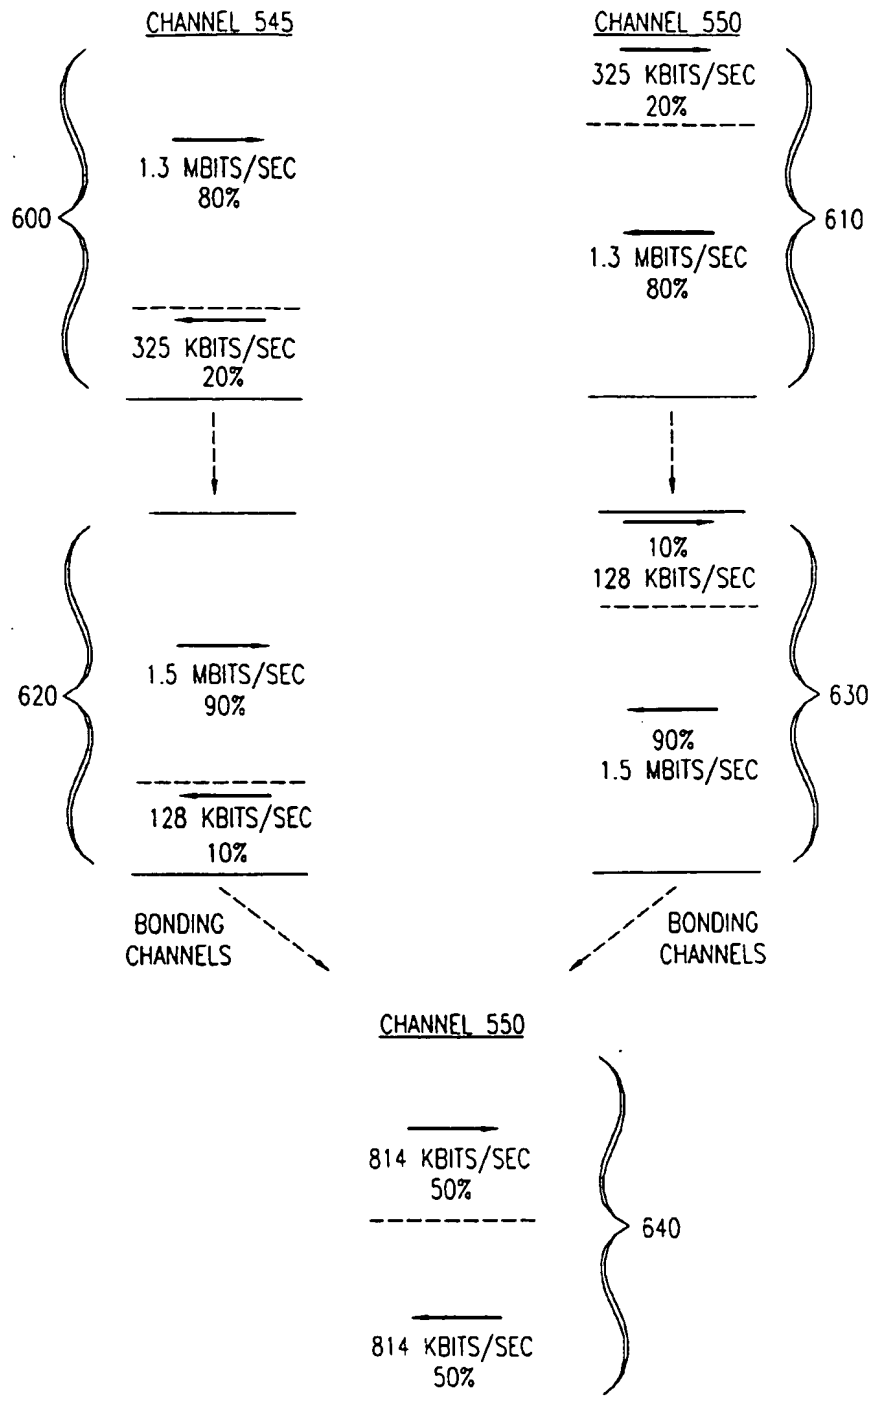 CHANNEL 545
1.3 MBITS/SEC
80%
600
325 KBITS/SEC
20%
CHANNEL 550
325 KBITS/SEC
20%
1.3 MBITS/SEC
80%
610
1.5 MBITS/SEC
90%
620
128 KBITS/SEC
10%
10%
128 KBITS/SEC
90%
1.5 MBITS/SEC
630
BONDING
CHANNELS
BONDING
CHANNELS
CHANNEL 550
814 KBITS/SEC
50%
640
814 KBITS/SEC
50%